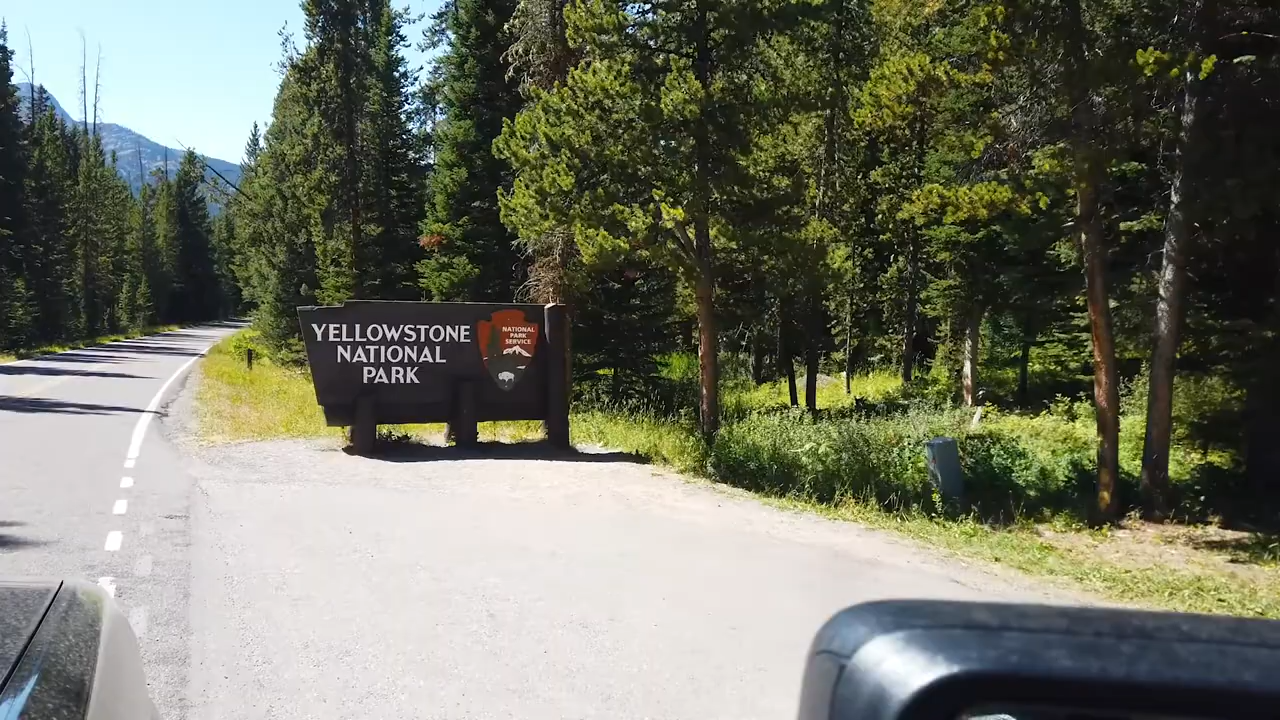 YELLOWSTONE
NATIONAL
PARK
NATIONAL
PARK
SERVICE